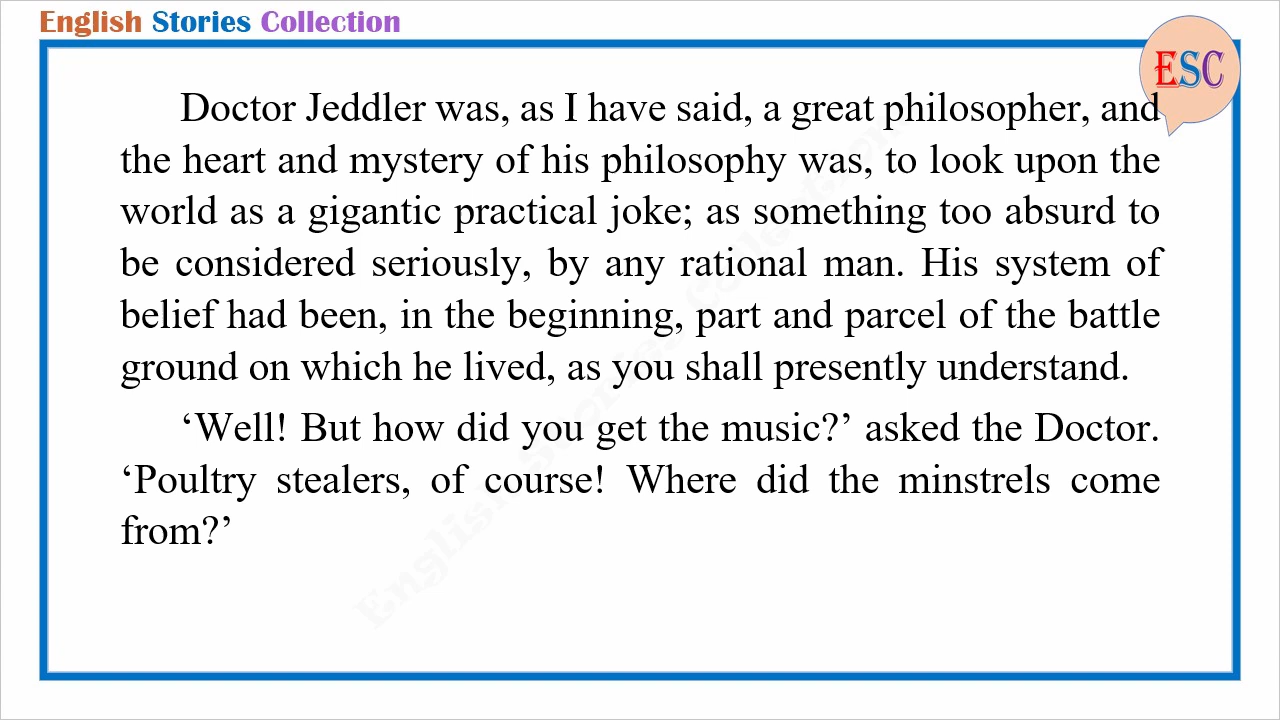 English Stories Collection
ESC
Doctor Jeddler was, as I have said, a great philosopher, and
the heart and mystery of his philosophy was, to look upon the
world as a gigantic practical joke; as something too absurd to
be considered seriously, by any rational man. His system of
belief had been, in the beginning, part and parcel of the battle
ground on which he lived, as you shall presently understand.
‘Well! But how did you get the music?’ asked the Doctor.
‘Poultry stealers, of course! Where did the minstrels come
from?’
English Stories Collection